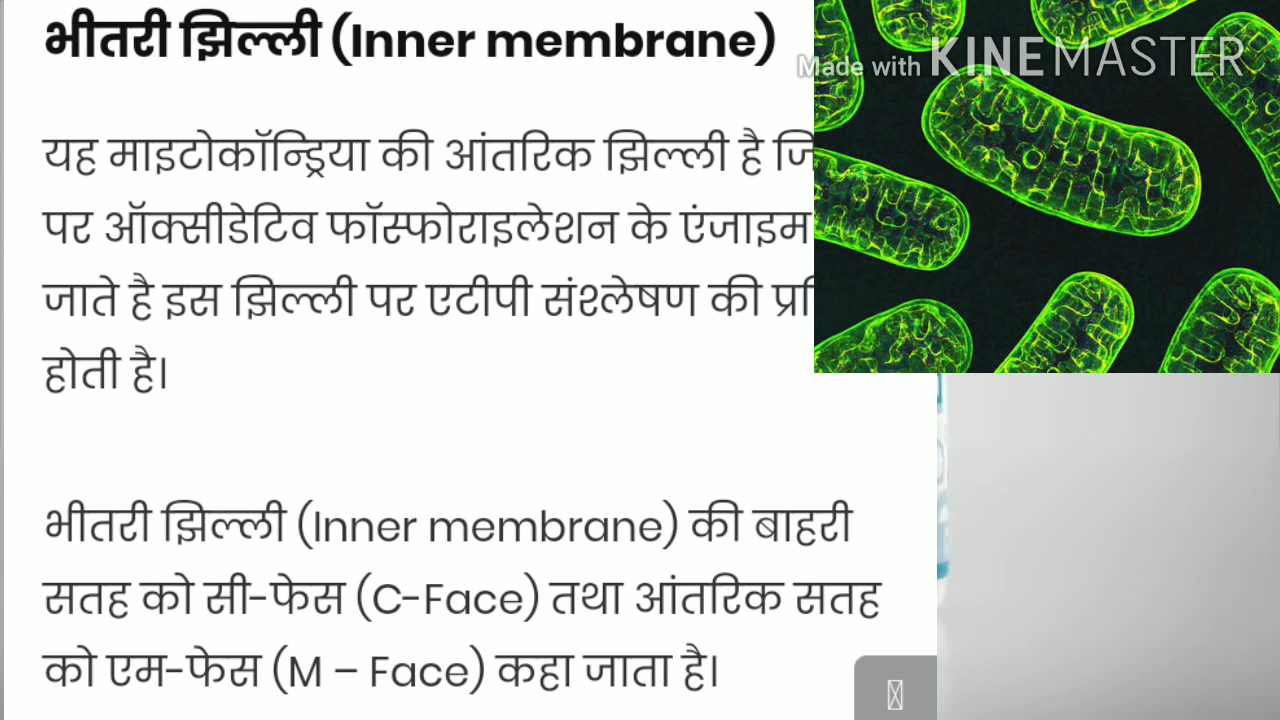 भीतरी झिल्ली (Inner membrane)
Made with KINEMASTER
यह माइटोकॉन्ड्रिया की आंतरिक झिल्ली है
पर ऑक्सीडेटिव फॉस्फोराइलेशन के एंजाइम
जाते है इस झिल्ली पर एटीपी संश्लेषण की
होती है।
भीतरी झिल्ली (Inner membrane) की बाहरी
सतह को सी-फेस (C-Face) तथा आंतरिक सतह
को एम-फेस (M – Face) कहा जाता है।